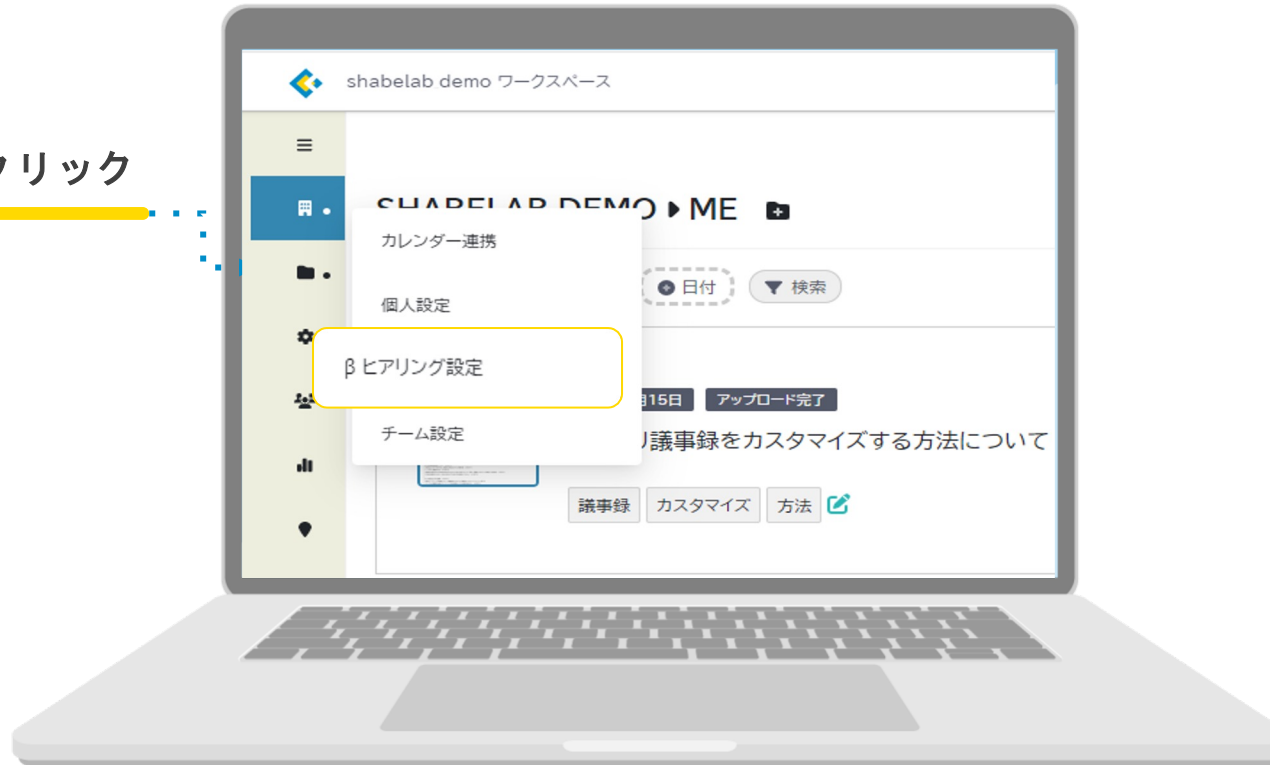 shabelab demo ワークスペース
クリック
SHABELAB DEMO ME
カレンダー連携
日付
検索
個人設定
β ヒアリング設定
15日
アップロード完了
チーム設定
議事録をカスタマイズする方法について
議事録
カスタマイズ
方法